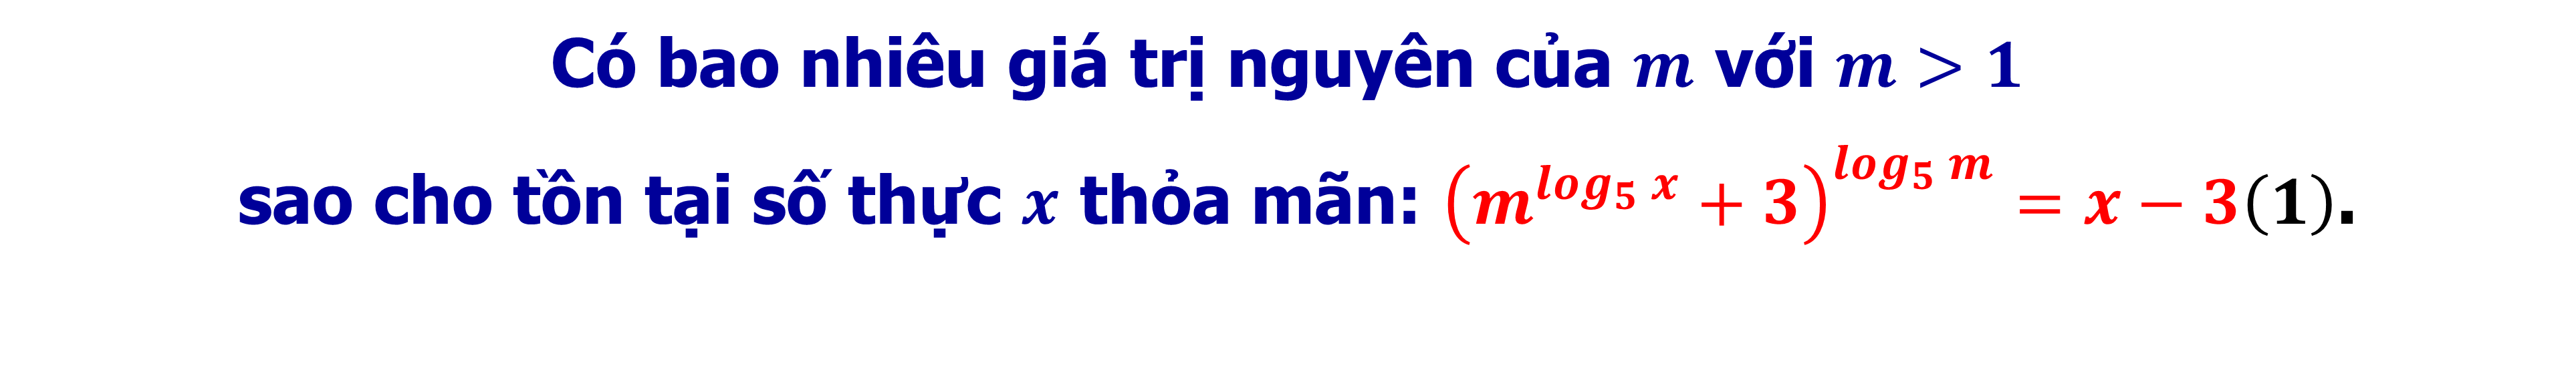 Có bao nhiêu giá trị nguyên của m với m > 1
sao cho tồn tại số thực x thỏa mãn: (m^{log_5 x} + 3)^{log_5 m} = x − 3(1).